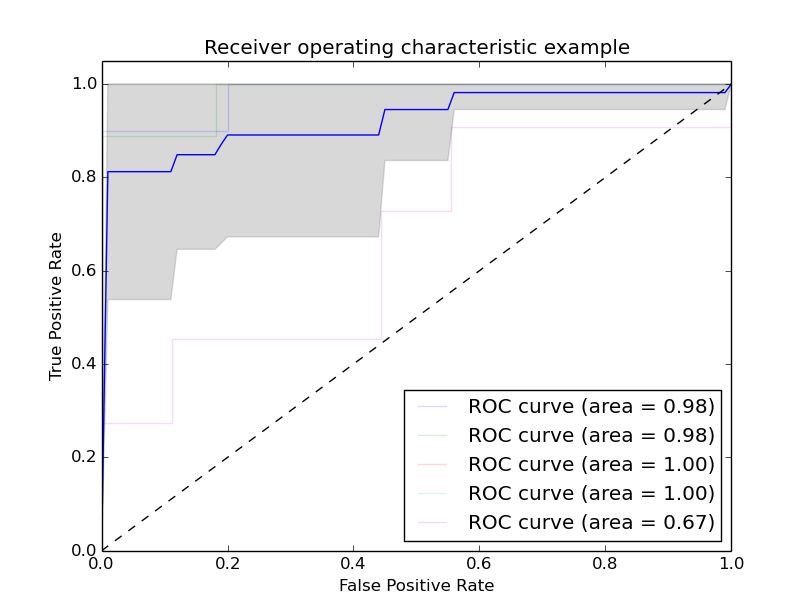 Receiver operating characteristic example
1.0
0.8
0.6
0.4
0.2
0.0
True Positive Rate
ROC curve (area = 0.98)
ROC curve (area = 0.98)
ROC curve (area = 1.00)
ROC curve (area = 1.00)
ROC curve (area = 0.67)
0.0 0.2 0.4 0.6 0.8 1.0
False Positive Rate